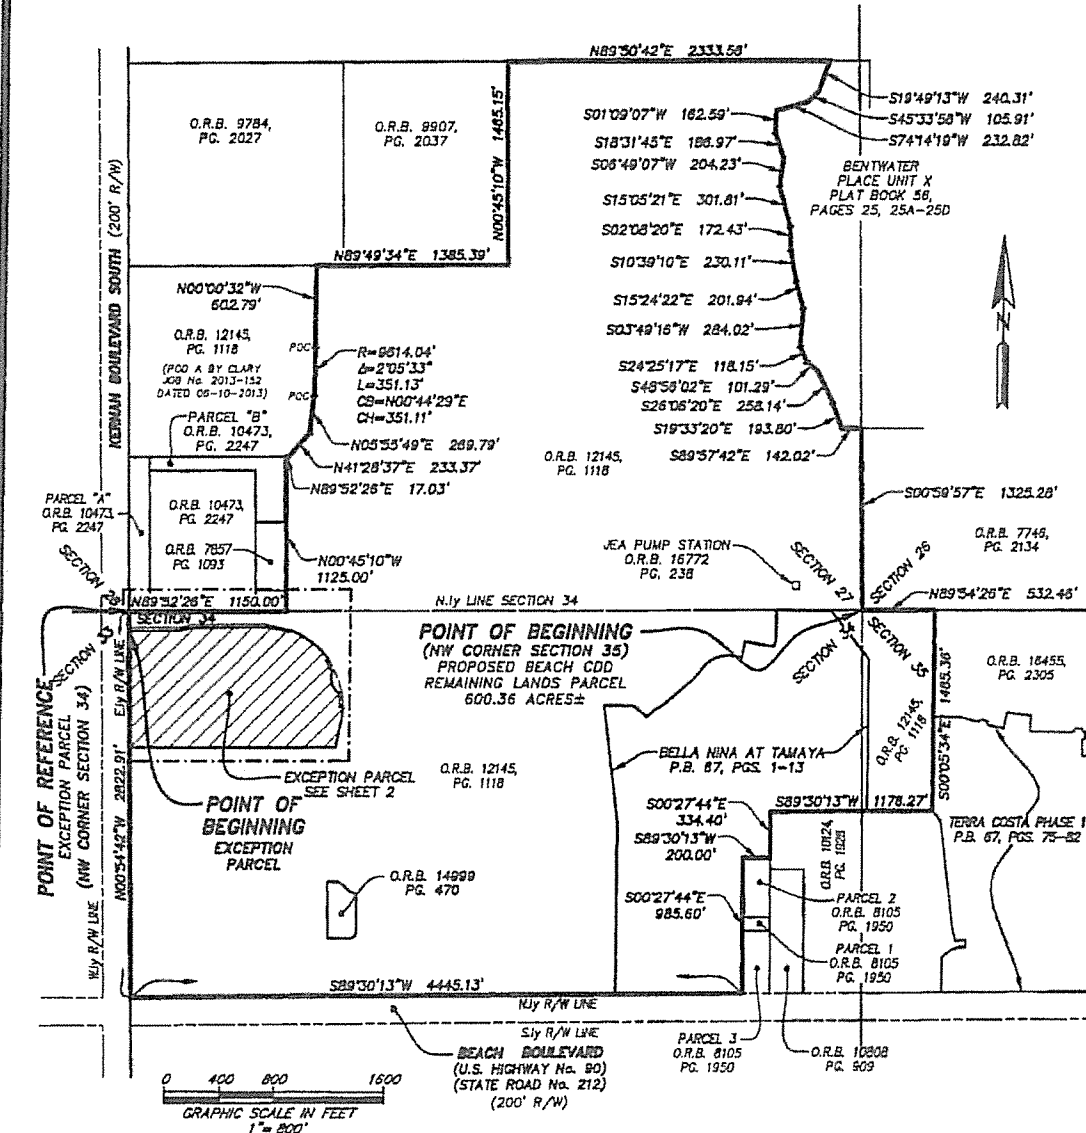 N89°50'42"E 2333.58'
S19°49'13"W 240.31'
S45°33'58"W 105.91'
S74°14'19"W 232.82'
O.R.B. 9784,
PG. 2027
O.R.B. 9907,
PG. 2037
N00°45'10"W 1485.15'
S01°09'07"W 162.59'
S18°31'45"E 186.97'
S06°49'07"W 204.23'
S15°05'21"E 301.81'
S02°08'20"E 172.43'
S10°39'10"E 230.11'
S15°24'22"E 201.94'
S03°49'16"W 284.02'
S24°25'17"E 118.15'
S48°56'02"E 101.29'
S26°06'20"E 258.14'
S19°33'20"E 193.80'
S89°57'42"E 142.02'
BENTWATER
PLACE UNIT X
PLAT BOOK 56,
PAGES 25, 25A-25D
KERNAN BOULEVARD SOUTH (200' R/W)
N89°49'34"E 1385.39'
N00°00'32"W
602.79'
O.R.B. 12145,
PG. 1118
(POD A BY CLARY
JOB No. 2013-152
DATED 06-10-2013)
POC
R=9614.04'
Δ=2°05'33"
L=351.13'
CB=N00°44'29"E
CH=351.11'
POC
PARCEL "B"
O.R.B. 10473,
PG. 2247
N05°55'49"E 269.79'
N41°28'37"E 233.37'
N89°52'26"E 17.03'
O.R.B. 12145,
PG. 1118
N
PARCEL "A"
O.R.B. 10473
PG. 2247
O.R.B. 10473,
PG. 2247
O.R.B. 7857
PG. 1093
N00°45'10"W
1125.00'
S00°59'57"E 1325.28'
O.R.B. 7746,
PG. 2134
JEA PUMP STATION
O.R.B. 16772
PG. 238
SECTION 27
SECTION 26
SECTION 28
N89°52'26"E 1150.00'
N.ly LINE SECTION 34
N89°54'26"E 532.46'
SECTION 33
SECTION 34
SECTION 34
SECTION 35
POINT OF BEGINNING
(NW CORNER SECTION 35)
PROPOSED BEACH CDD
REMAINING LANDS PARCEL
600.36 ACRES±
O.R.B. 18455,
PG. 2305
S00°05'34"E 1485.36'
O.R.B. 12145,
PG. 1118
POINT OF REFERENCE
EXCEPTION PARCEL
(NW CORNER SECTION 34)
E.ly R/W LINE
N00°54'42"W 2822.91'
W.ly R/W LINE
BELLA NINA AT TAMAYA
P.B. 67, PGS. 1-13
EXCEPTION PARCEL
SEE SHEET 2
O.R.B. 12145,
PG. 1118
POINT OF
BEGINNING
EXCEPTION
PARCEL
S00°27'44"E
334.40'
S89°30'13"W 1178.27'
S89°30'13"W
200.00'
TERRA COSTA PHASE 1
P.B. 67, PGS. 75-82
O.R.B. 14999
PG. 470
S00°27'44"E
985.60'
PARCEL 2
O.R.B. 8105
PG. 1950
PARCEL 1
O.R.B. 8105
PG. 1950
S89°30'13"W 4445.13'
N.ly R/W LINE
S.ly R/W LINE
BEACH BOULEVARD
(U.S. HIGHWAY No. 90)
(STATE ROAD No. 212)
(200' R/W)
PARCEL 3
O.R.B. 8105
PG. 1950
O.R.B. 10808
PG. 909
0 400 800 1600
GRAPHIC SCALE IN FEET
1"= 800'